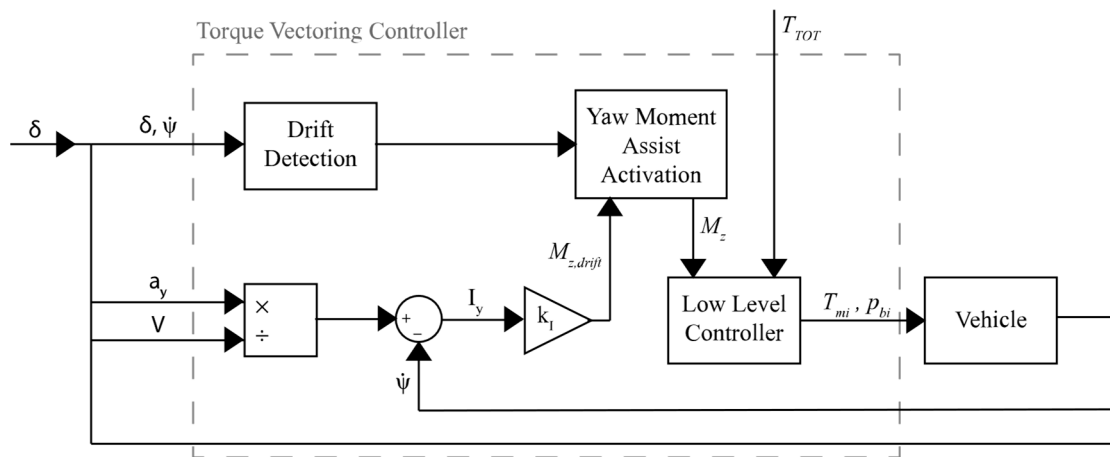 Torque Vectoring Controller
T_TOT
δ
δ, ψ̇
Drift
Detection
Yaw Moment
Assist
Activation
M_z
M_z,drift
a_y
V
×
÷
+
−
I_y
k_I
ψ̇
Low Level
Controller
T_mi , p_bi
Vehicle